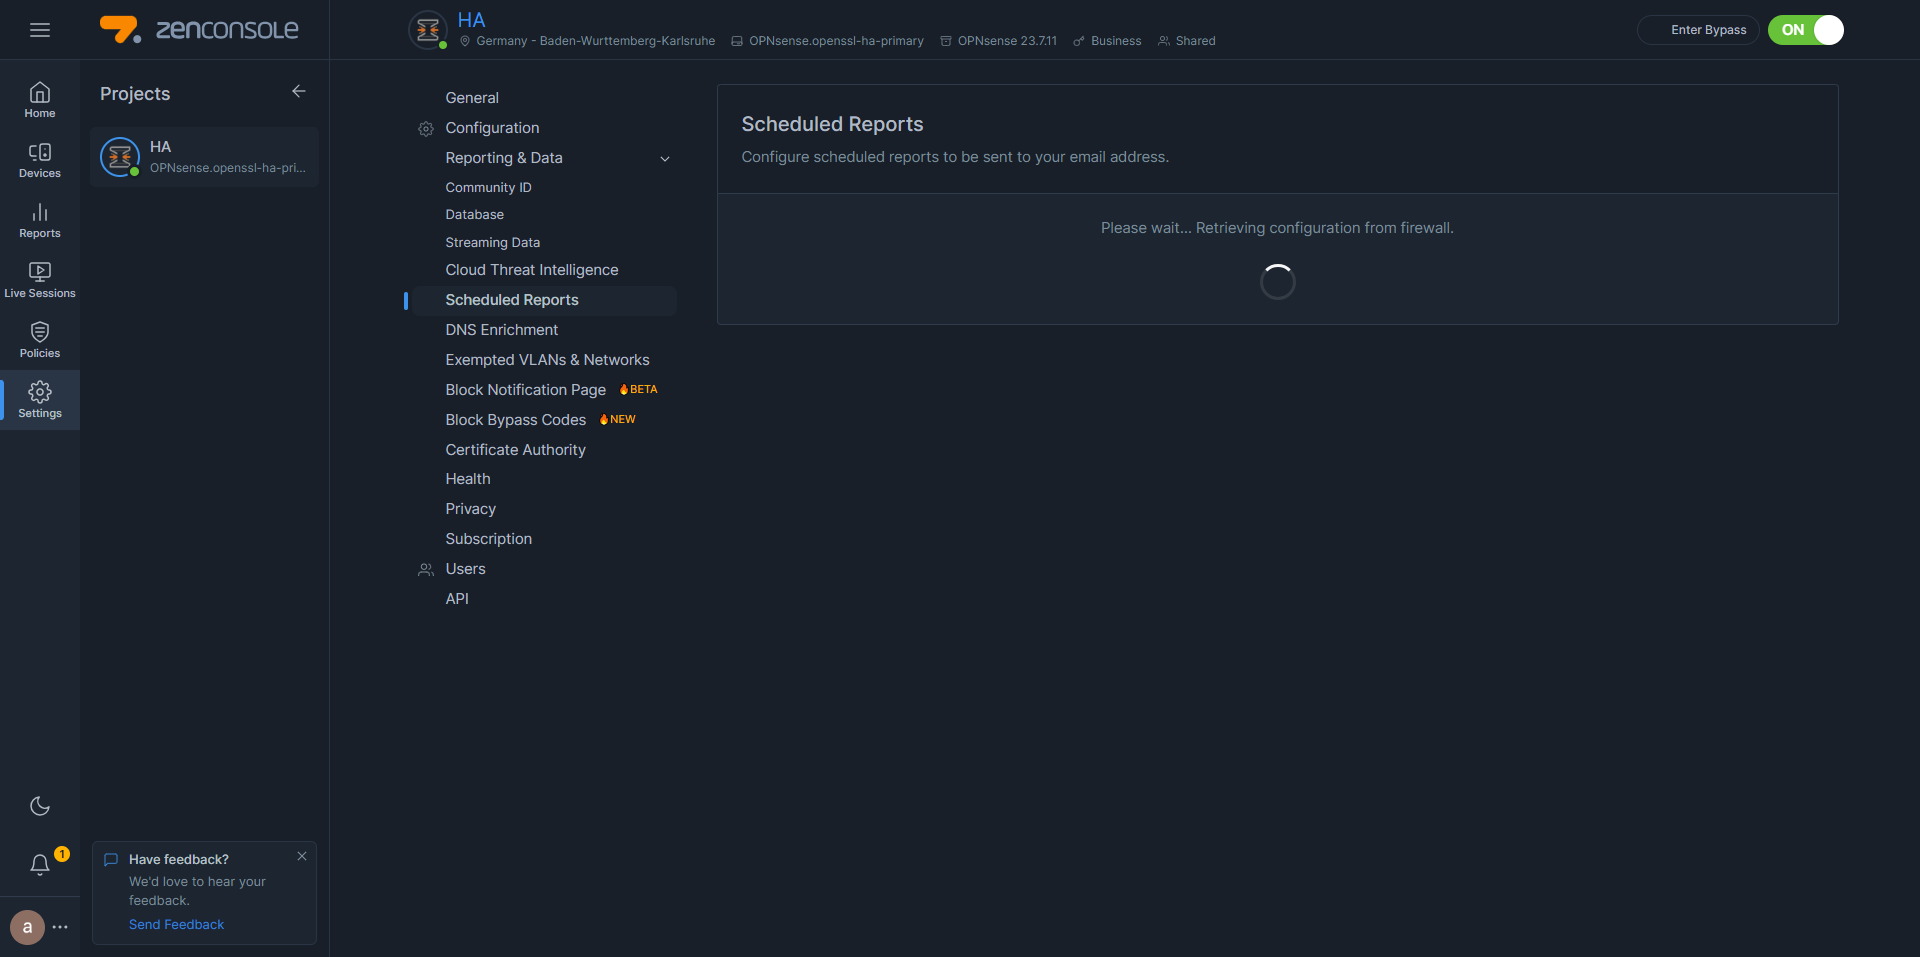 zenconsole
HA
Germany - Baden-Wurttemberg-Karlsruhe
OPNsense.openssl-ha-primary
OPNsense 23.7.11
Business
Shared
Enter Bypass
ON
Home
Devices
Reports
Live Sessions
Policies
Settings
Projects
HA
OPNsense.openssl-ha-pri...
General
Configuration
Reporting & Data
Community ID
Database
Streaming Data
Cloud Threat Intelligence
Scheduled Reports
DNS Enrichment
Exempted VLANs & Networks
Block Notification Page BETA
Block Bypass Codes NEW
Certificate Authority
Health
Privacy
Subscription
Users
API
Scheduled Reports
Configure scheduled reports to be sent to your email address.
Please wait... Retrieving configuration from firewall.
1
Have feedback?
We'd love to hear your
feedback.
Send Feedback
a